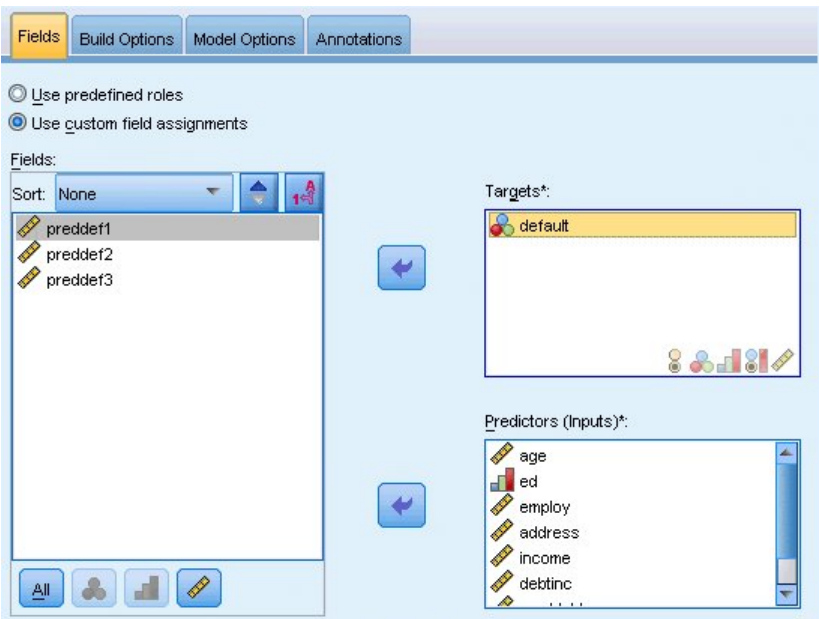 Fields Build Options Model Options Annotations
Use predefined roles
Use custom field assignments
Fields:
Sort: None
A
1
preddef1
preddef2
preddef3
All
Targets*:
default
Predictors (Inputs)*:
age
ed
employ
address
income
debtinc